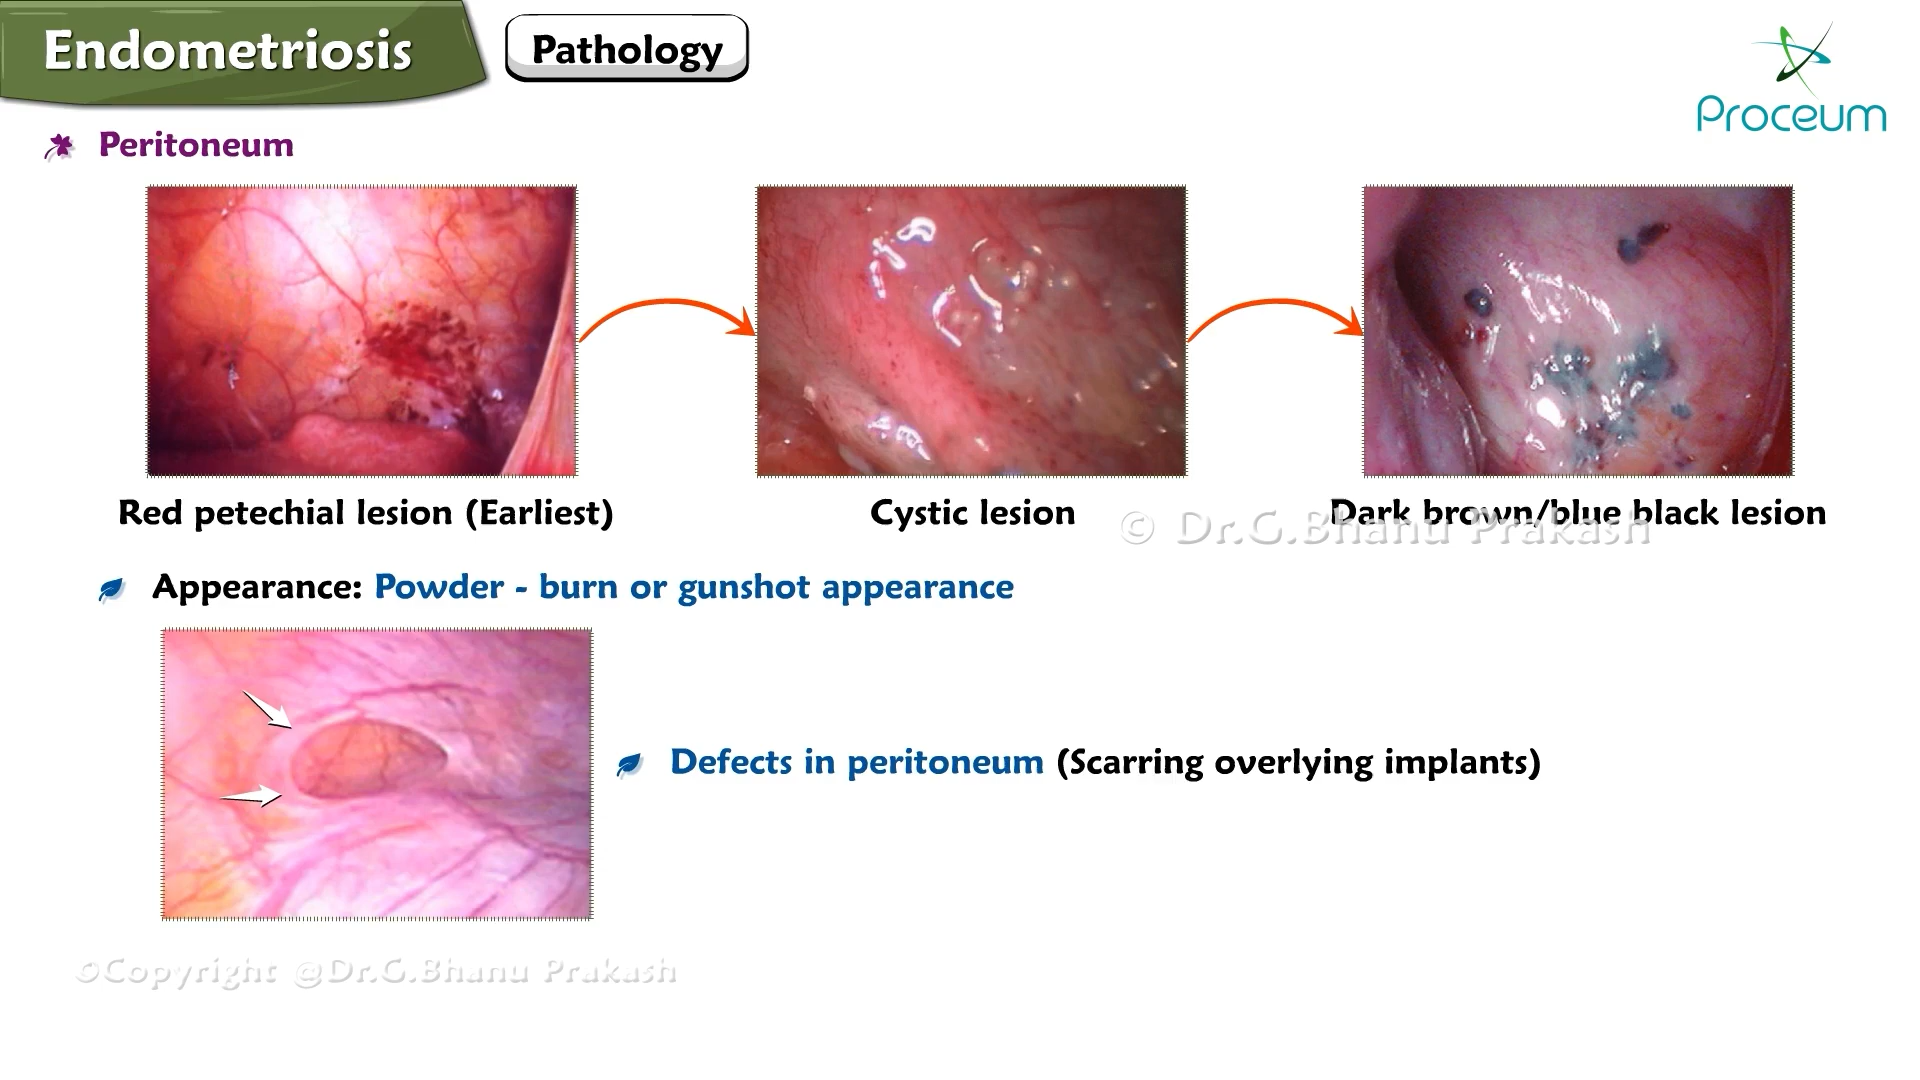 Endometriosis
Pathology
Proceum
Peritoneum
Red petechial lesion (Earliest)
Cystic lesion
Dark brown/blue black lesion
© Dr.G.Bhanu Prakash
Appearance: Powder - burn or gunshot appearance
Defects in peritoneum (Scarring overlying implants)
©Copyright @Dr.G.Bhanu Prakash